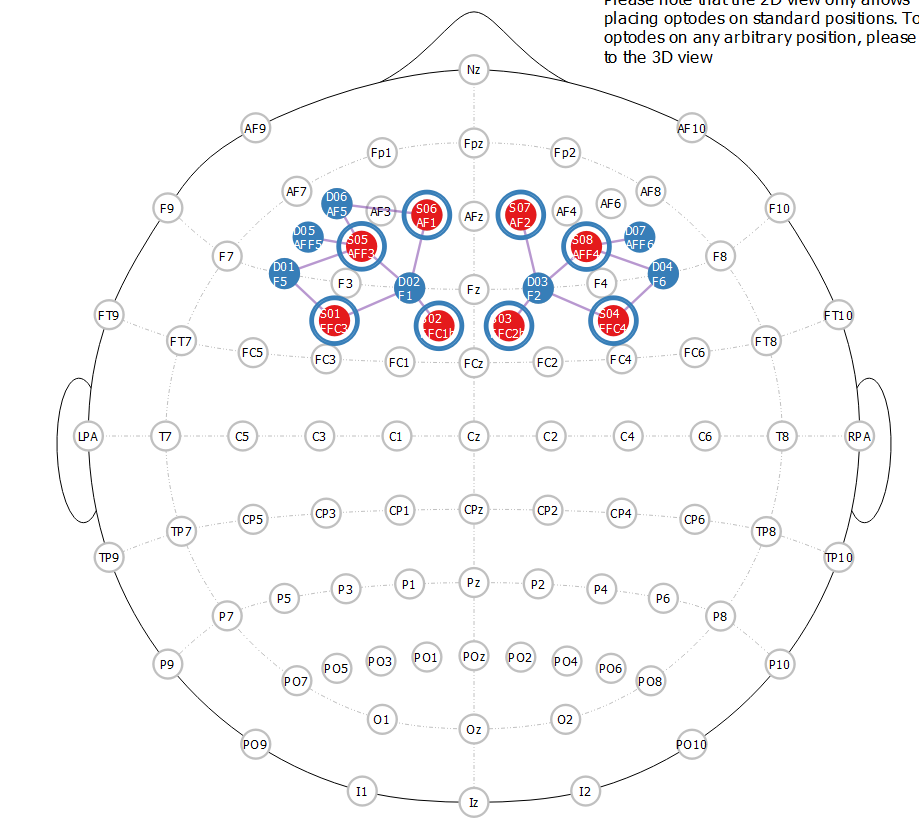 Please note that the 2D view only allows
placing optodes on standard positions. To
optodes on any arbitrary position, please
to the 3D view
Nz
AF9
AF10
Fp1
Fpz
Fp2
AF7
D06
AF5
AF3
S06
AF1
AFz
S07
AF2
AF4
AF6
AF8
F9
F10
D05
AFF5
S05
AFF3
S08
AFF4
D07
AFF6
F7
F8
D01
F5
F3
D02
F1
Fz
D03
F2
F4
D04
F6
FT9
FT10
S01
FFC3
S02
FFC1h
S03
FFC2h
S04
FFC4
FT7
FC5
FC3
FC1
FCz
FC2
FC4
FC6
FT8
LPA
T7
C5
C3
C1
Cz
C2
C4
C6
T8
RPA
TP9
TP7
CP5
CP3
CP1
CPz
CP2
CP4
CP6
TP8
TP10
P7
P5
P3
P1
Pz
P2
P4
P6
P8
P9
P10
PO7
PO5
PO3
PO1
POz
PO2
PO4
PO6
PO8
O1
Oz
O2
PO9
PO10
I1
Iz
I2